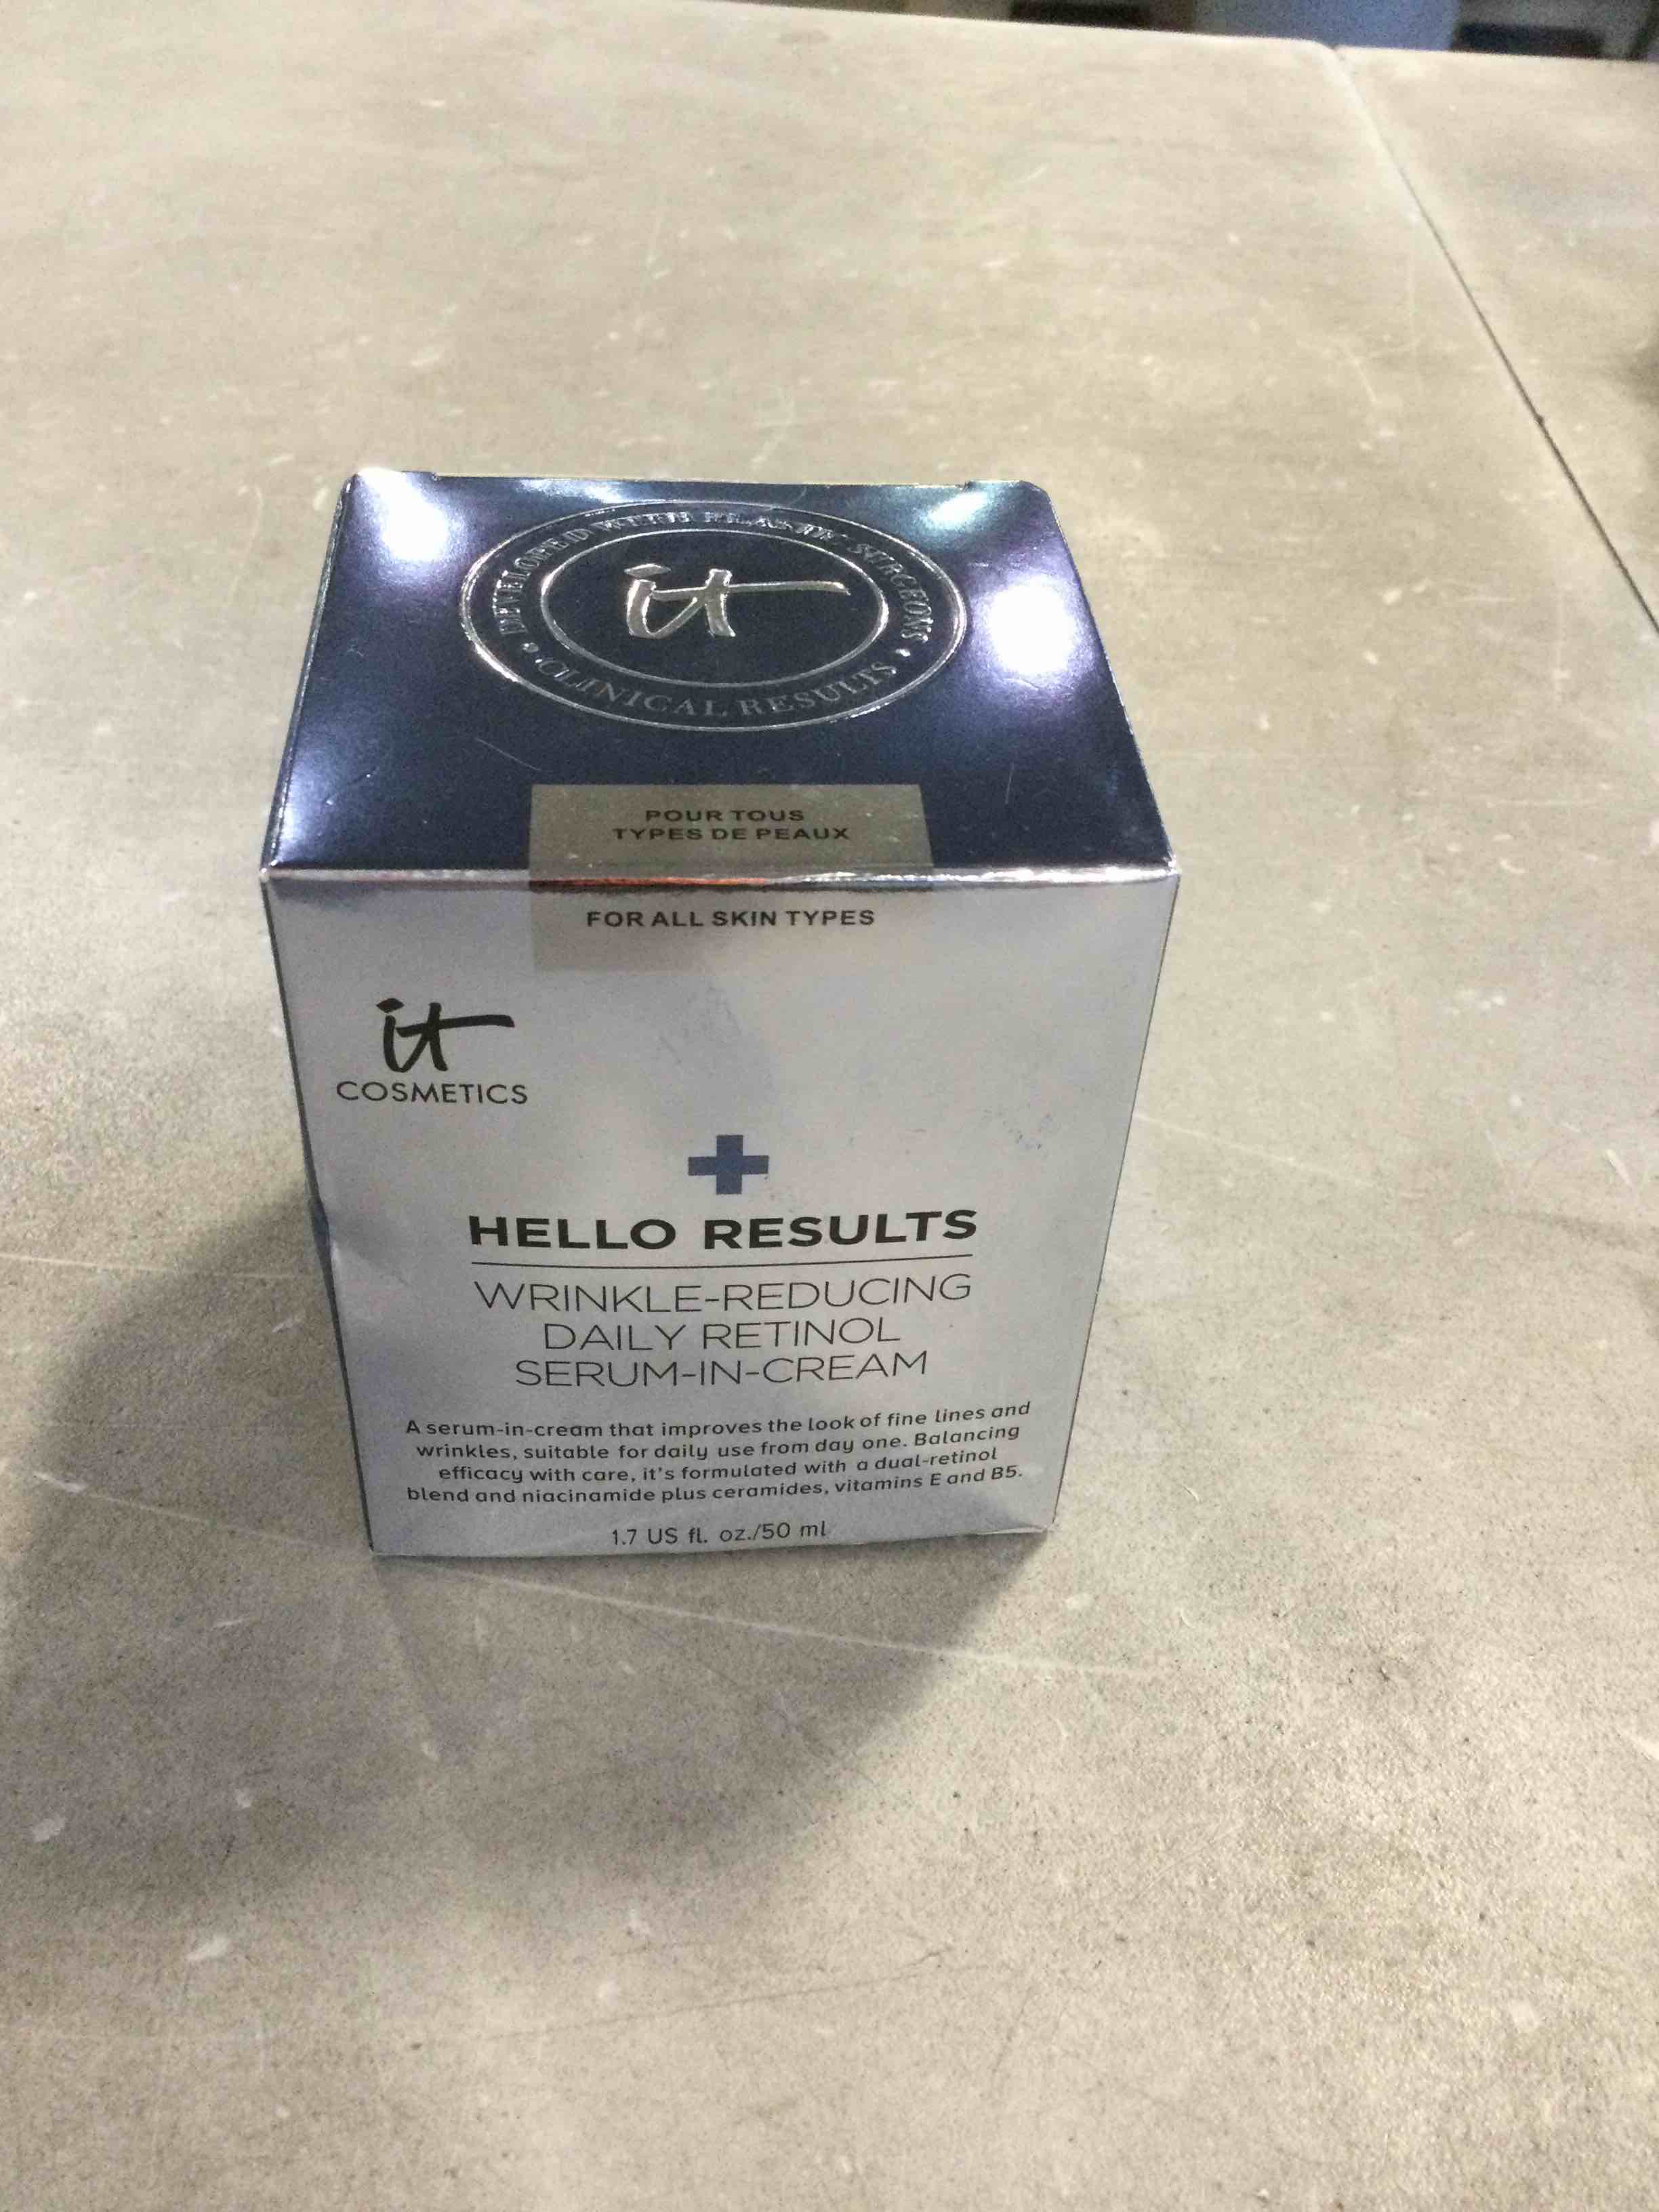 DEVELOPED WITH PLASTIC SURGEONS
it
• CLINICAL RESULTS •
POUR TOUS
TYPES DE PEAUX
FOR ALL SKIN TYPES
it
COSMETICS
HELLO RESULTS
WRINKLE-REDUCING
DAILY RETINOL
SERUM-IN-CREAM
A serum-in-cream that improves the look of fine lines and
wrinkles, suitable for daily use from day one. Balancing
efficacy with care, it's formulated with a dual-retinol
blend and niacinamide plus ceramides, vitamins E and B5.
1.7 US fl. oz./50 ml